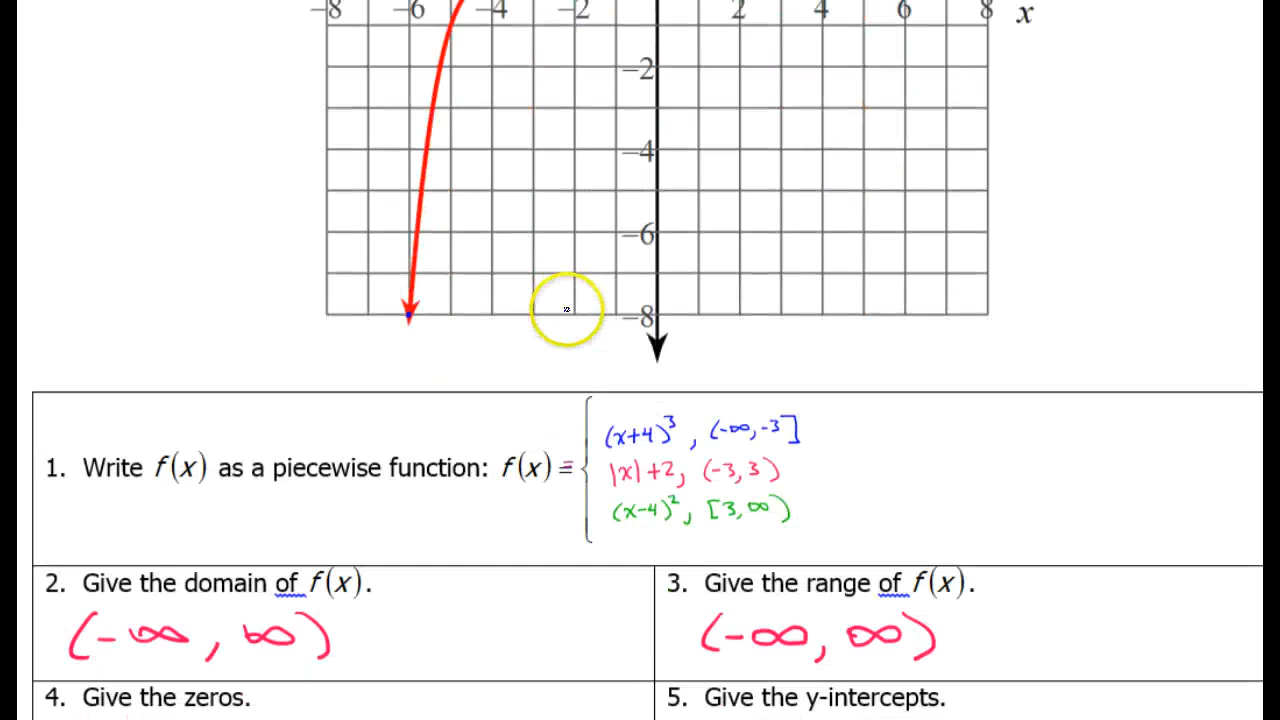 −8 −6 −4 −2 2 4 6 8 x
−2
−4
−6
−8
1. Write f(x) as a piecewise function: f(x) = {
(x+4)³, (-∞, -3]
|x|+2, (-3, 3)
(x-4)², [3, ∞)
2. Give the domain of f(x).
(-∞, ∞)
3. Give the range of f(x).
(-∞, ∞)
4. Give the zeros.
5. Give the y-intercepts.